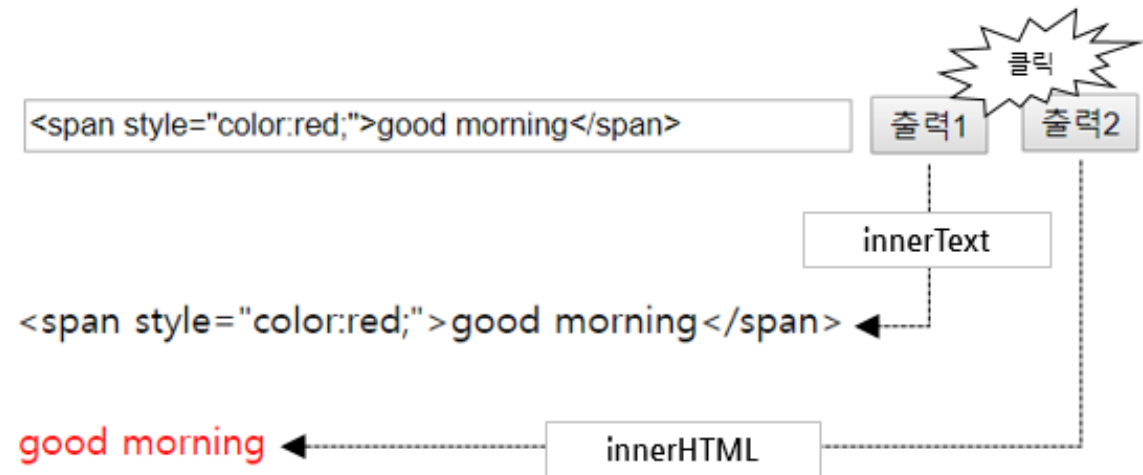 클릭
<span style="color:red;">good morning</span> 출력1 출력2
innerText
<span style="color:red;">good morning</span>
good morning innerHTML